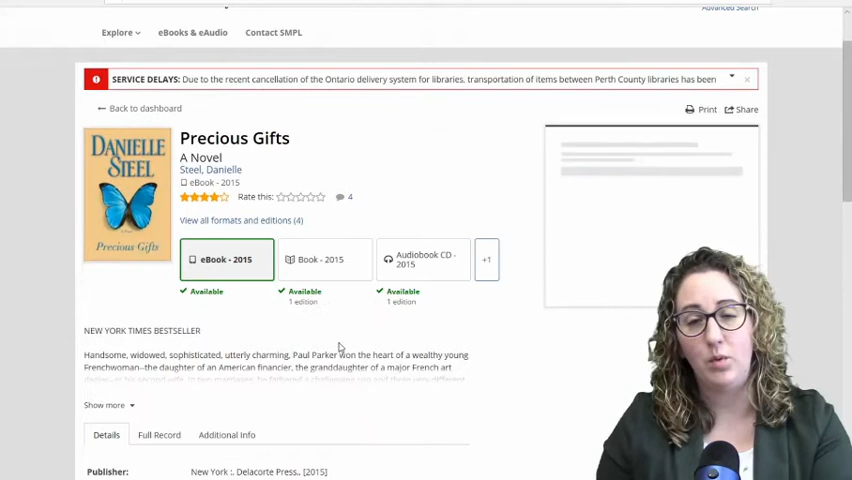 Advanced Search
Explore
eBooks & eAudio
Contact SMPL
SERVICE DELAYS: Due to the recent cancellation of the Ontario delivery system for libraries, transportation of items between Perth County libraries has been
Back to dashboard
Print
Share
DANIELLE
STEEL
Precious Gifts
Precious Gifts
A Novel
Steel, Danielle
eBook - 2015
Rate this:
4
View all formats and editions (4)
eBook - 2015
Book - 2015
Audiobook CD -
2015
+1
Available
Available
Available
1 edition
1 edition
NEW YORK TIMES BESTSELLER
Handsome, widowed, sophisticated, utterly charming, Paul Parker won the heart of a wealthy young
Frenchwoman--the daughter of an American financier, the granddaughter of a major French art
Show more
Details
Full Record
Additional Info
Publisher:
New York :, Delacorte Press,, [2015]